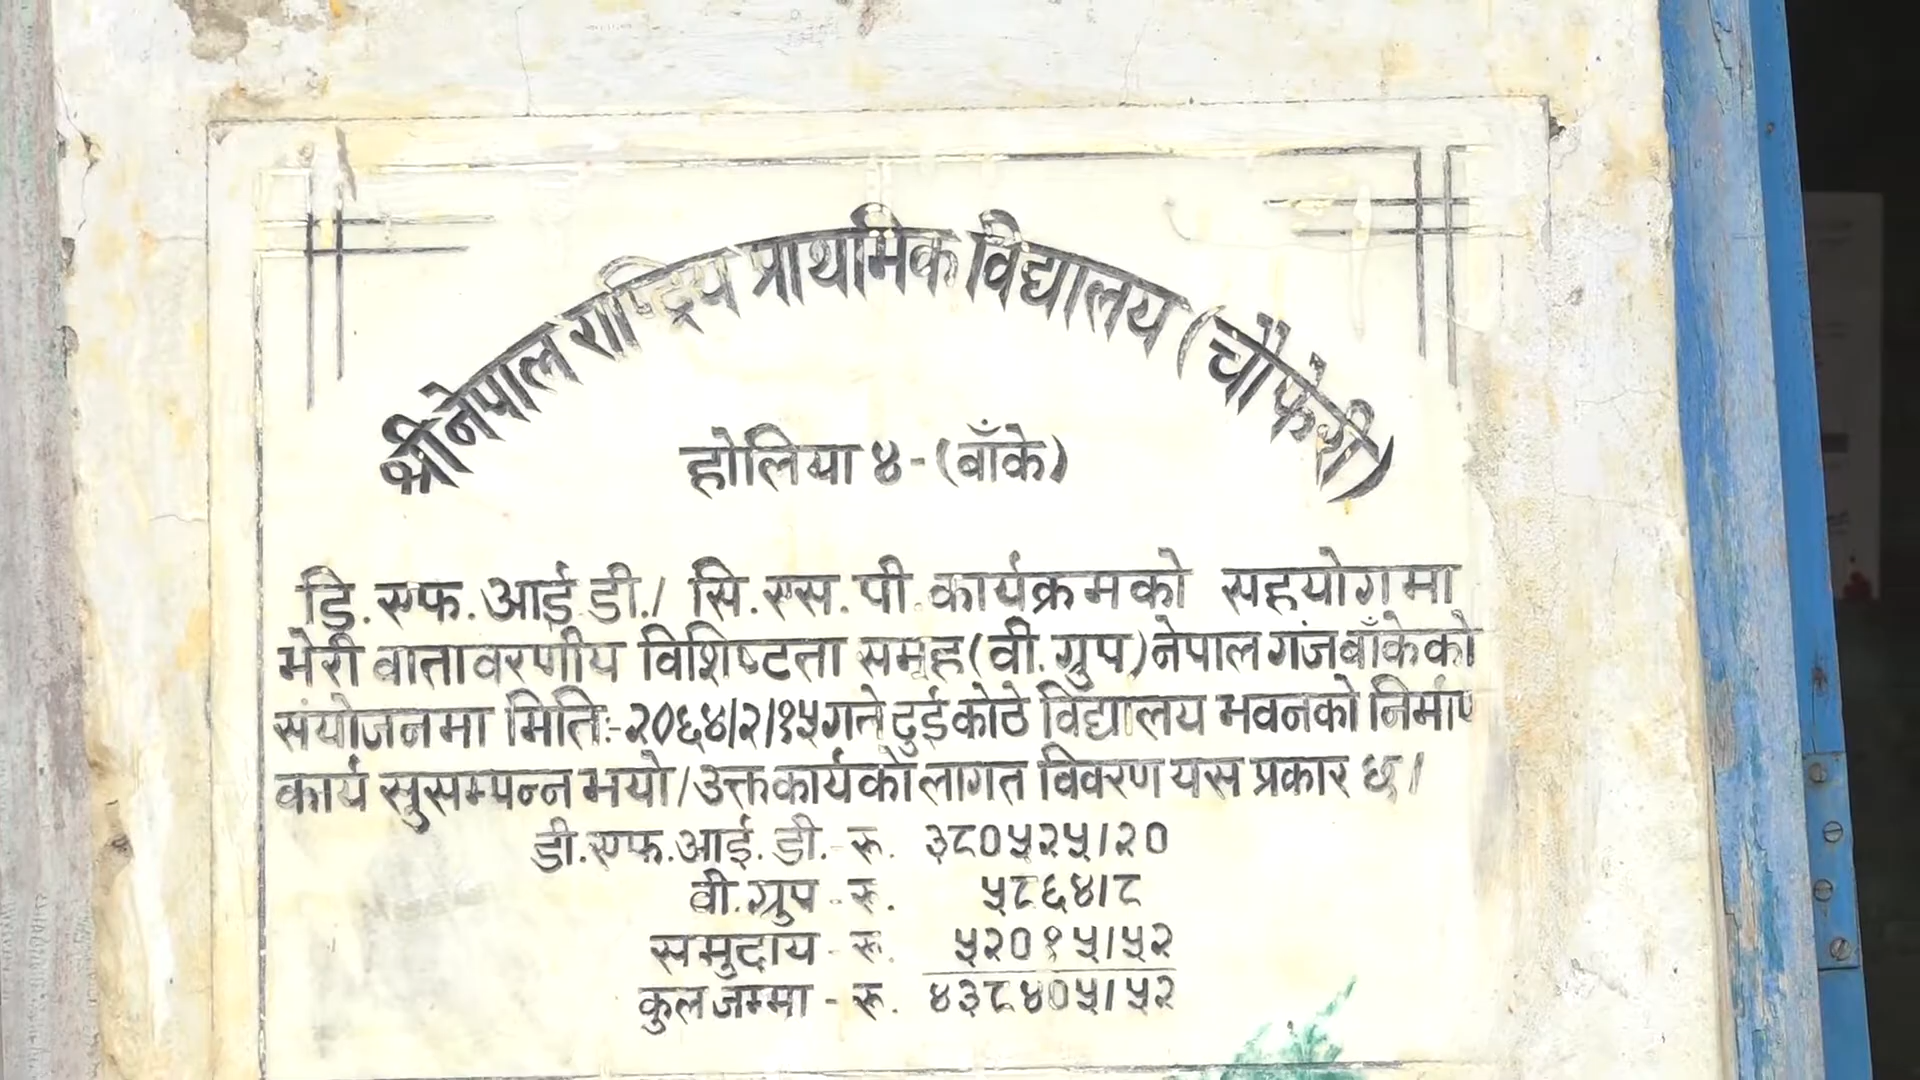 श्री नेपाल राष्ट्रिय प्राथमिक विद्यालय (चौफेरी)
होलिया ४-(बाँके)
डि.एफ.आई.डी./ सि.एस.पी. कार्यक्रमको सहयोगमा
भेरी वातावरणीय विशिष्टता समूह(वी.ग्रुप)नेपालगंज बाँकेको
संयोजनमा मितिः-२०६४/२/१५गते दुई कोठे विद्यालय भवनको निर्माण
कार्य सुसम्पन्न भयो/उक्त कार्यको लागत विवरण यस प्रकार छ/
डी.एफ.आई.डी.- रू. ३८०५२५/२०
वी.ग्रुप - रू. ५८६४/८
समुदाय - रू. ५२०१५/५२
कुल जम्मा - रू. ४३८४०५/५२